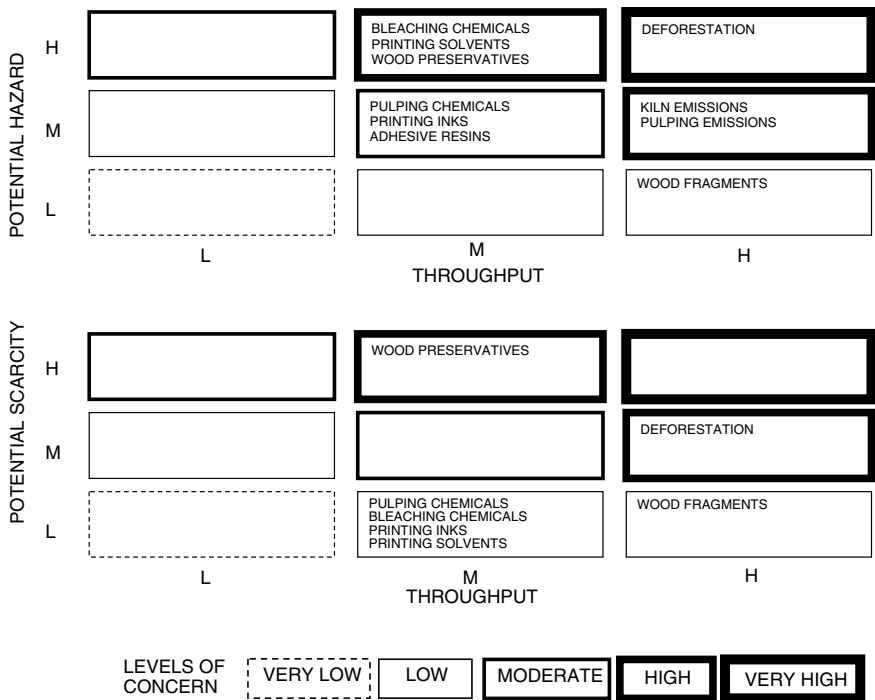 POTENTIAL HAZARD
H
BLEACHING CHEMICALS
PRINTING SOLVENTS
WOOD PRESERVATIVES
DEFORESTATION
M
PULPING CHEMICALS
PRINTING INKS
ADHESIVE RESINS
KILN EMISSIONS
PULPING EMISSIONS
L
WOOD FRAGMENTS
L
M
H
THROUGHPUT
POTENTIAL SCARCITY
H
WOOD PRESERVATIVES
M
DEFORESTATION
L
PULPING CHEMICALS
BLEACHING CHEMICALS
PRINTING INKS
PRINTING SOLVENTS
WOOD FRAGMENTS
L
M
H
THROUGHPUT
LEVELS OF
CONCERN
VERY LOW
LOW
MODERATE
HIGH
VERY HIGH